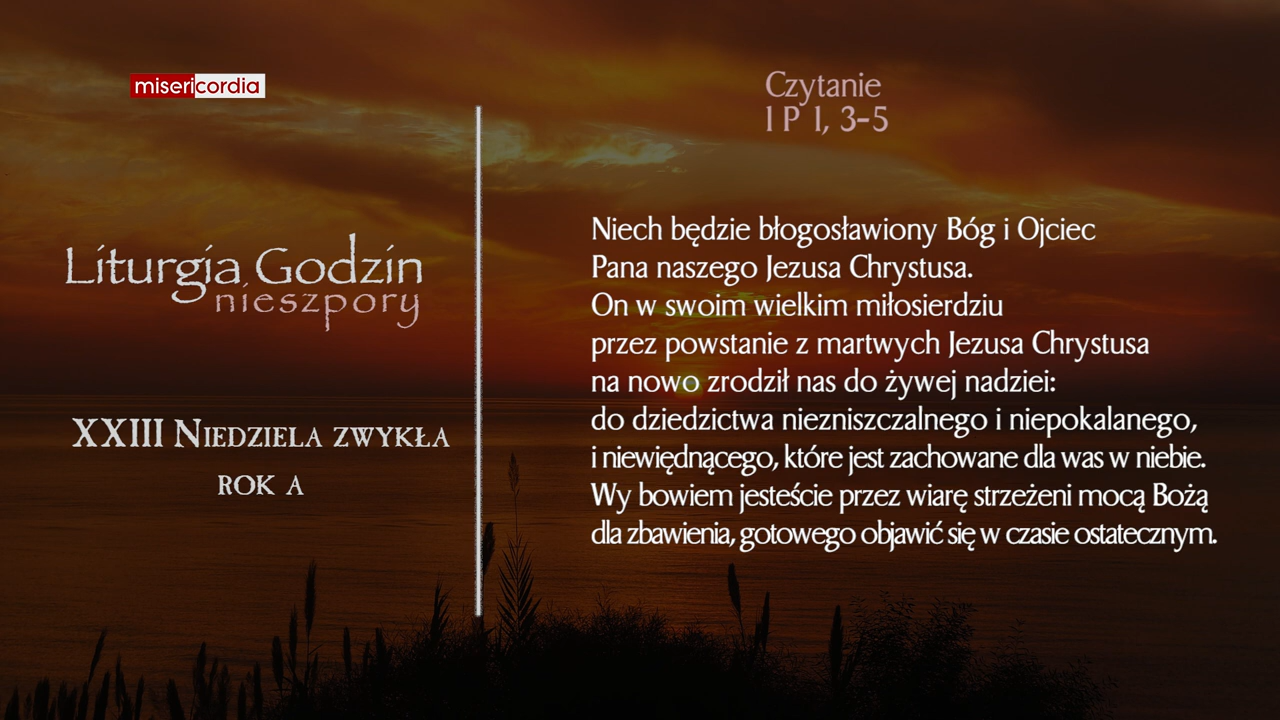 misericordia
Liturgia Godzin
nieszpory
XXIII Niedziela zwykła
rok A
Czytanie
1 P 1, 3-5
Niech będzie błogosławiony Bóg i Ojciec
Pana naszego Jezusa Chrystusa.
On w swoim wielkim miłosierdziu
przez powstanie z martwych Jezusa Chrystusa
na nowo zrodził nas do żywej nadziei:
do dziedzictwa niezniszczalnego i niepokalanego,
i niewiędnącego, które jest zachowane dla was w niebie.
Wy bowiem jesteście przez wiarę strzeżeni mocą Bożą
dla zbawienia, gotowego objawić się w czasie ostatecznym.